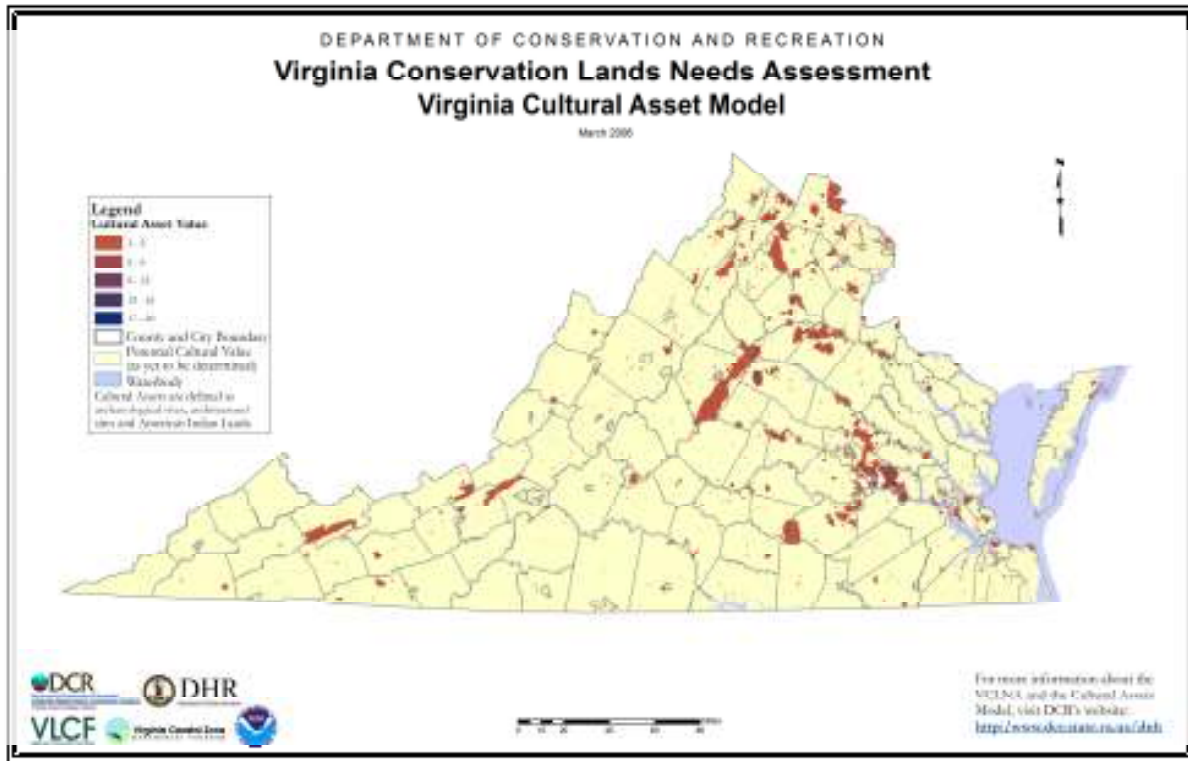 DEPARTMENT OF CONSERVATION AND RECREATION
Virginia Conservation Lands Needs Assessment
Virginia Cultural Asset Model
March 2006
Legend
Cultural Asset Value
County and City Boundary
Potential Cultural Value
(as yet to be determined)
Waterbody
Cultural Assets are defined as
archaeological sites, architectural
sites and American Indian Lands
DCR
DHR
VLCF
Virginia Coastal Zone
For more information about the
VCLNA and the Cultural Assets
Model, visit DCR's website: